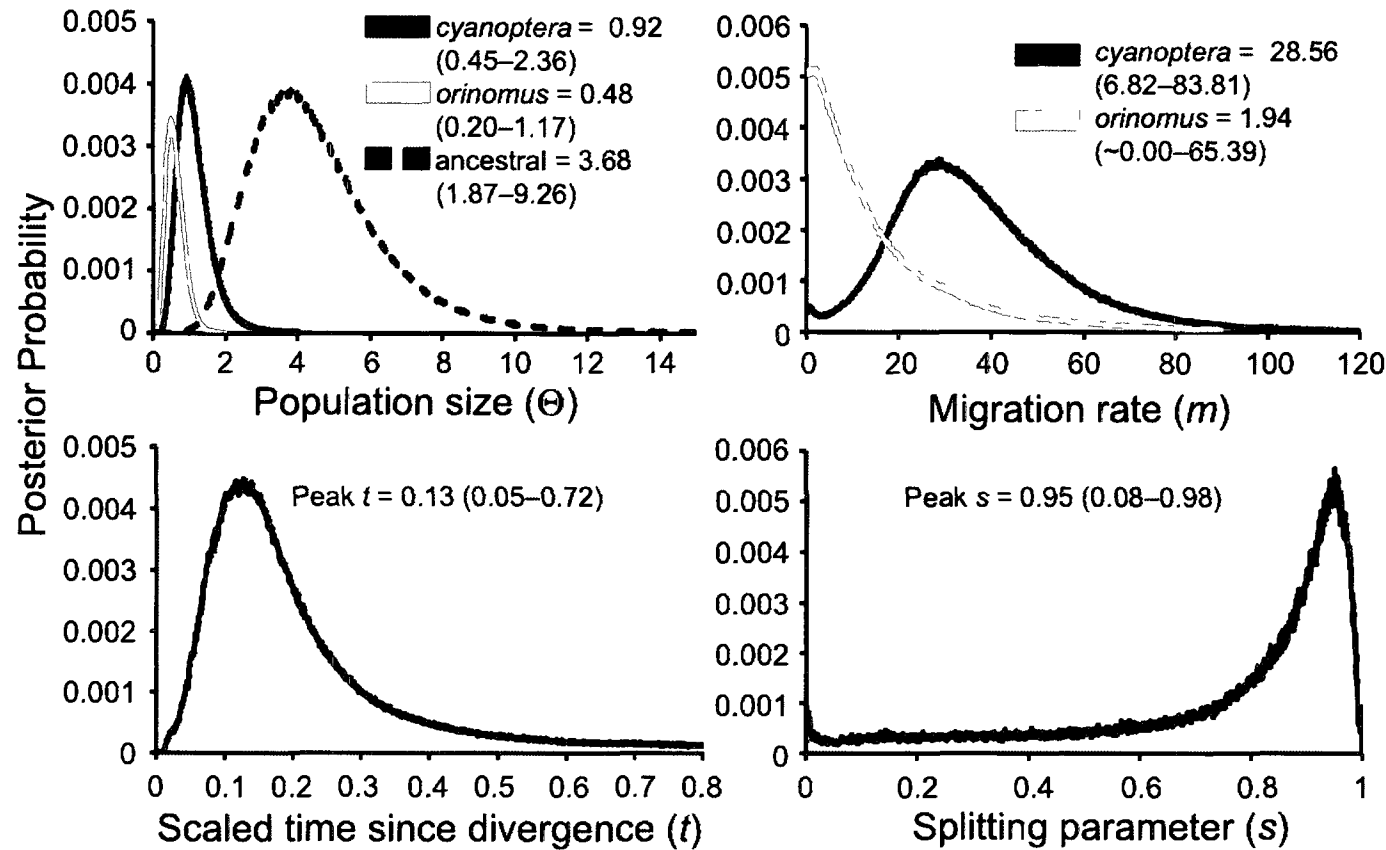 Posterior Probability
0.005
0.004
0.003
0.002
0.001
0
0 2 4 6 8 10 12 14
Population size (Θ)
cyanoptera = 0.92
(0.45–2.36)
orinomus = 0.48
(0.20–1.17)
ancestral = 3.68
(1.87–9.26)
0.006
0.005
0.004
0.003
0.002
0.001
0
0 20 40 60 80 100 120
Migration rate (m)
cyanoptera = 28.56
(6.82–83.81)
orinomus = 1.94
(~0.00–65.39)
0.005
0.004
0.003
0.002
0.001
0
0 0.1 0.2 0.3 0.4 0.5 0.6 0.7 0.8
Scaled time since divergence (t)
Peak t = 0.13 (0.05–0.72)
0.006
0.005
0.004
0.003
0.002
0.001
0
0 0.2 0.4 0.6 0.8 1
Splitting parameter (s)
Peak s = 0.95 (0.08–0.98)